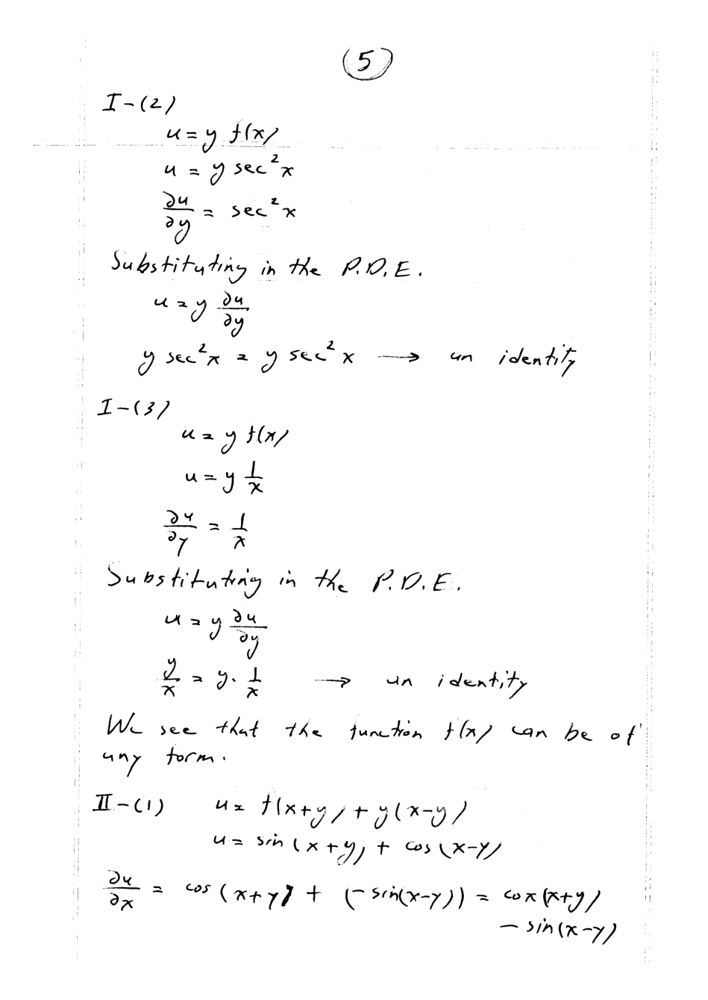 5
I-(2)
u = y f(x)
u = y sec²x
∂u/∂y = sec²x
Substituting in the P.D.E.
u = y ∂u/∂y
y sec²x = y sec²x → an identity
I-(3)
u = y f(x)
u = y 1/x
∂u/∂y = 1/x
Substituting in the P.D.E.
u = y ∂u/∂y
y/x = y. 1/x → an identity
We see that the function f(x) can be of
any form.
II-(1) u = f(x+y) + y(x-y)
u = sin(x+y) + cos(x-y)
∂u/∂x = cos(x+y) + (-sin(x-y)) = cox(x+y)
- sin(x-y)